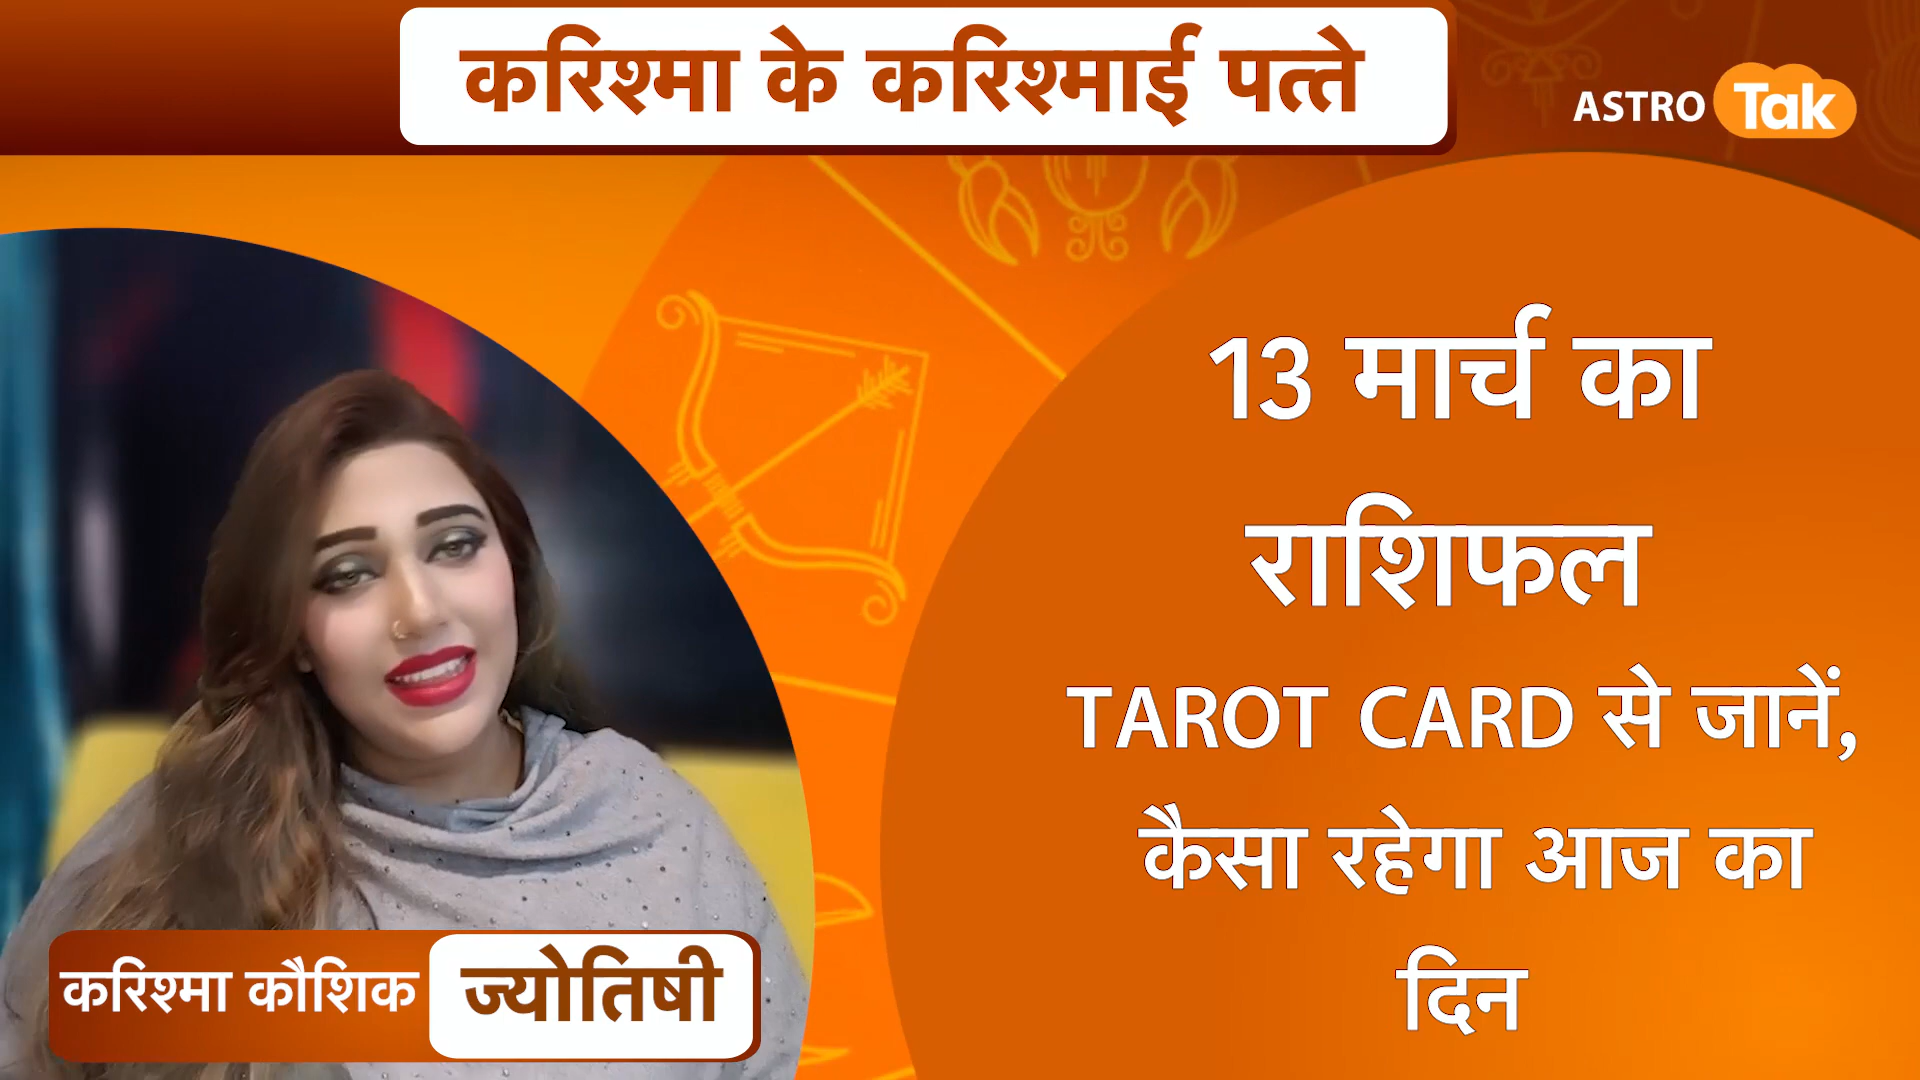 करिश्मा के करिश्माई पत्ते
ASTRO Tak
13 मार्च का
राशिफल
TAROT CARD से जानें,
कैसा रहेगा आज का
दिन
करिश्मा कौशिक ज्योतिषी